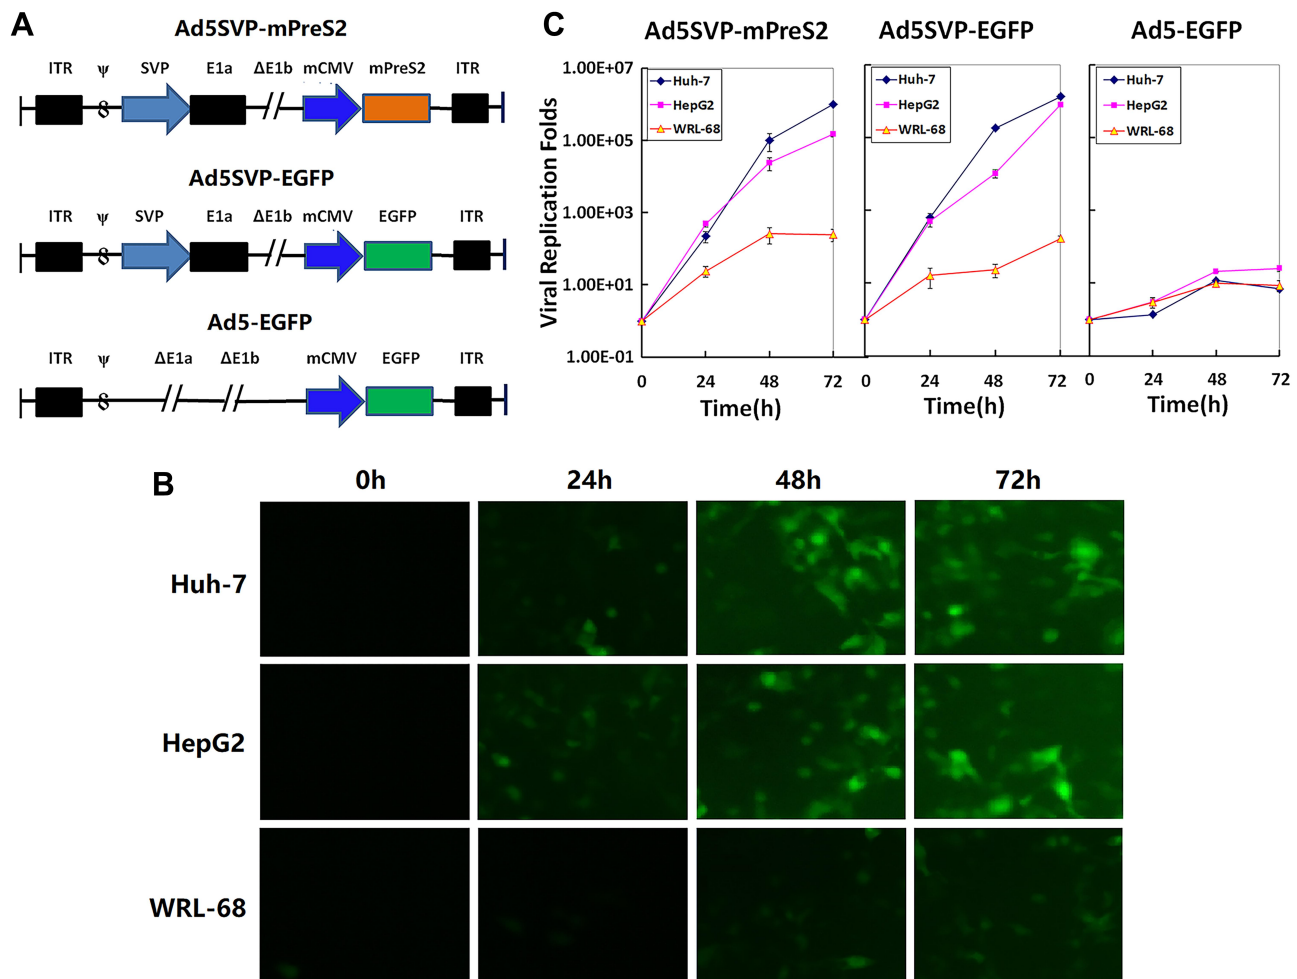 A
Ad5SVP-mPreS2
ITR ψ SVP E1a ΔE1b mCMV mPreS2 ITR
Ad5SVP-EGFP
ITR ψ SVP E1a ΔE1b mCMV EGFP ITR
Ad5-EGFP
ITR ψ ΔE1a ΔE1b mCMV EGFP ITR
C
Ad5SVP-mPreS2 Ad5SVP-EGFP Ad5-EGFP
Viral Replication Folds
1.00E+07
1.00E+05
1.00E+03
1.00E+01
1.00E-01
Huh-7
HepG2
WRL-68
0 24 48 72
Time(h)
Huh-7
HepG2
WRL-68
0 24 48 72
Time(h)
Huh-7
HepG2
WRL-68
0 24 48 72
Time(h)
B
0h 24h 48h 72h
Huh-7
HepG2
WRL-68